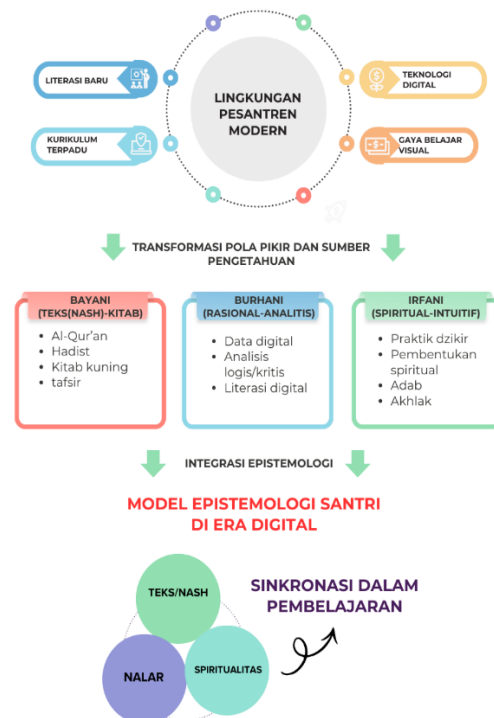 LITERASI BARU
TEKNOLOGI
DIGITAL
LINGKUNGAN
PESANTREN
MODERN
KURIKULUM
TERPADU
GAYA BELAJAR
VISUAL
TRANSFORMASI POLA PIKIR DAN SUMBER
PENGETAHUAN
BAYANI
(TEKS(NASH)-KITAB)
• Al-Qur'an
• Hadist
• Kitab kuning
• tafsir
BURHANI
(RASIONAL-ANALITIS)
• Data digital
• Analisis
logis/kritis
• Literasi digital
IRFANI
(SPIRITUAL-INTUITIF)
• Praktik dzikir
• Pembentukan
spiritual
• Adab
• Akhlak
INTEGRASI EPISTEMOLOGI
MODEL EPISTEMOLOGI SANTRI
DI ERA DIGITAL
TEKS/NASH
NALAR
SPIRITUALITAS
SINKRONASI DALAM
PEMBELAJARAN